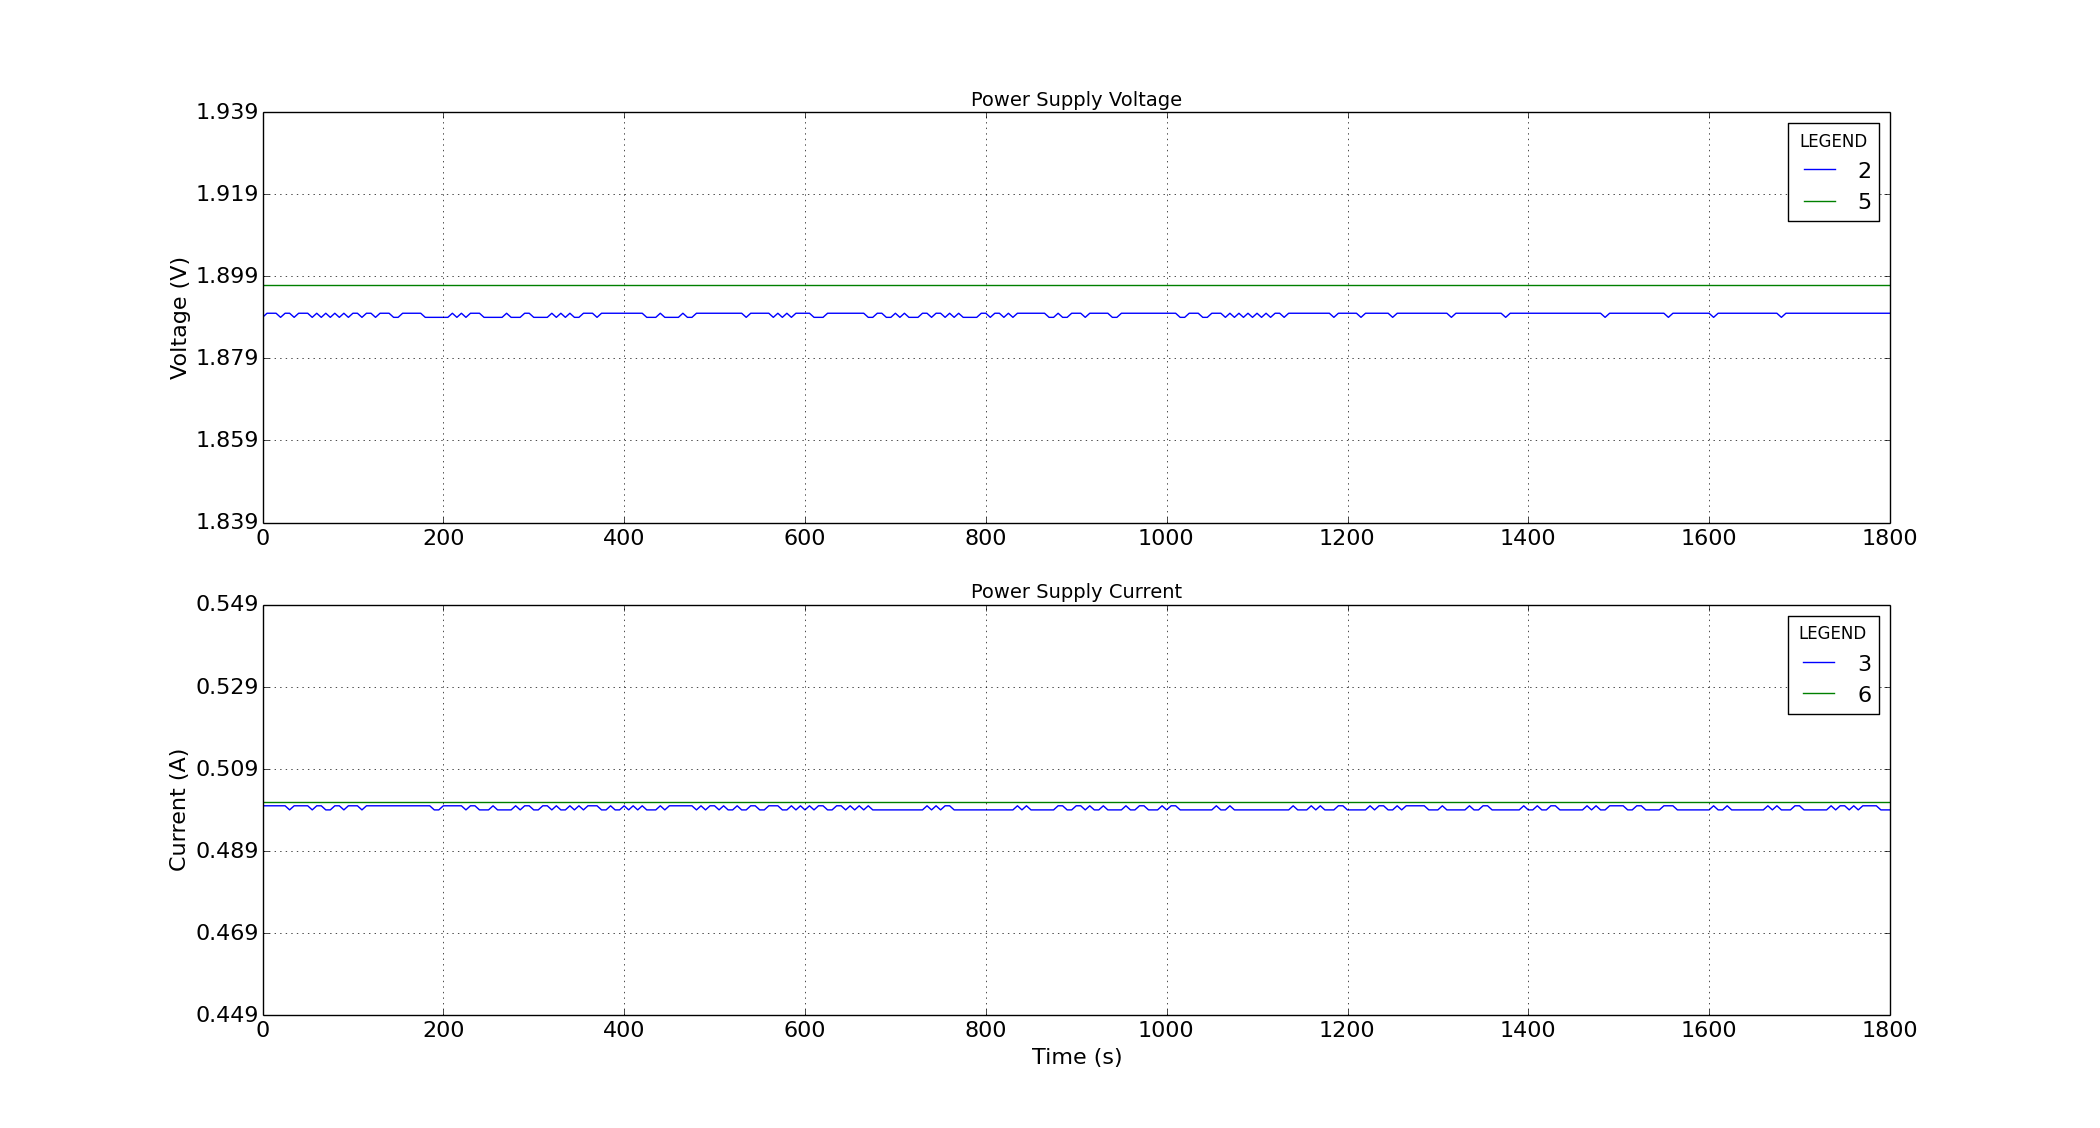 Power Supply Voltage
1.939
1.919
1.899
1.879
1.859
1.839
Voltage (V)
LEGEND
2
5
0 200 400 600 800 1000 1200 1400 1600 1800
Power Supply Current
0.549
0.529
0.509
0.489
0.469
0.449
Current (A)
LEGEND
3
6
0 200 400 600 800 1000 1200 1400 1600 1800
Time (s)